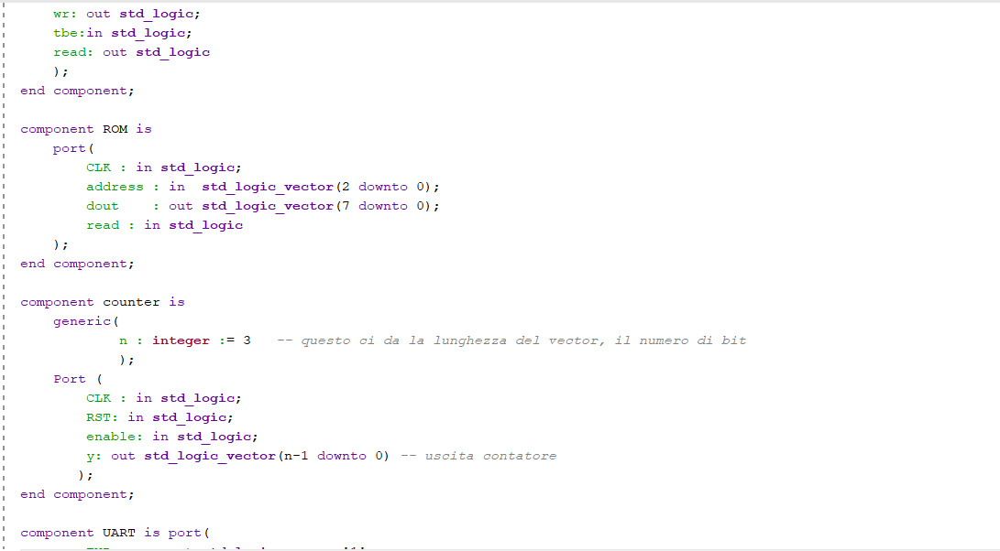 wr: out std_logic;
tbe:in std_logic;
read: out std_logic
);
end component;
component ROM is
port(
CLK : in std_logic;
address : in  std_logic_vector(2 downto 0);
dout    : out std_logic_vector(7 downto 0);
read : in std_logic
);
end component;
component counter is
generic(
n : integer := 3   -- questo ci da la lunghezza del vector, il numero di bit
);
Port (
CLK : in std_logic;
RST: in std_logic;
enable: in std_logic;
y: out std_logic_vector(n-1 downto 0) -- uscita contatore
);
end component;
component UART is port(